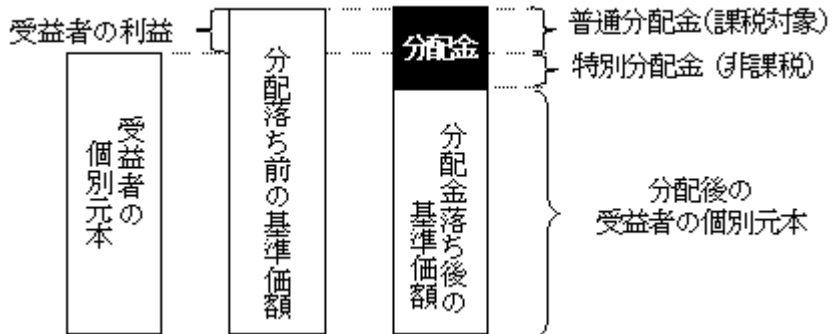 受益者の利益
受益者の
個別元本
分配落ち前の基準価額
分配金
分配金落ち後の
基準価額
普通分配金(課税対象)
特別分配金(非課税)
分配後の
受益者の個別元本